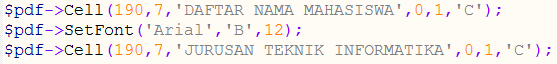 $pdf->Cell(190,7,'DAFTAR NAMA MAHASISWA',0,1,'C');
$pdf->SetFont('Arial','B',12);
$pdf->Cell(190,7,'JURUSAN TEKNIK INFORMATIKA',0,1,'C');